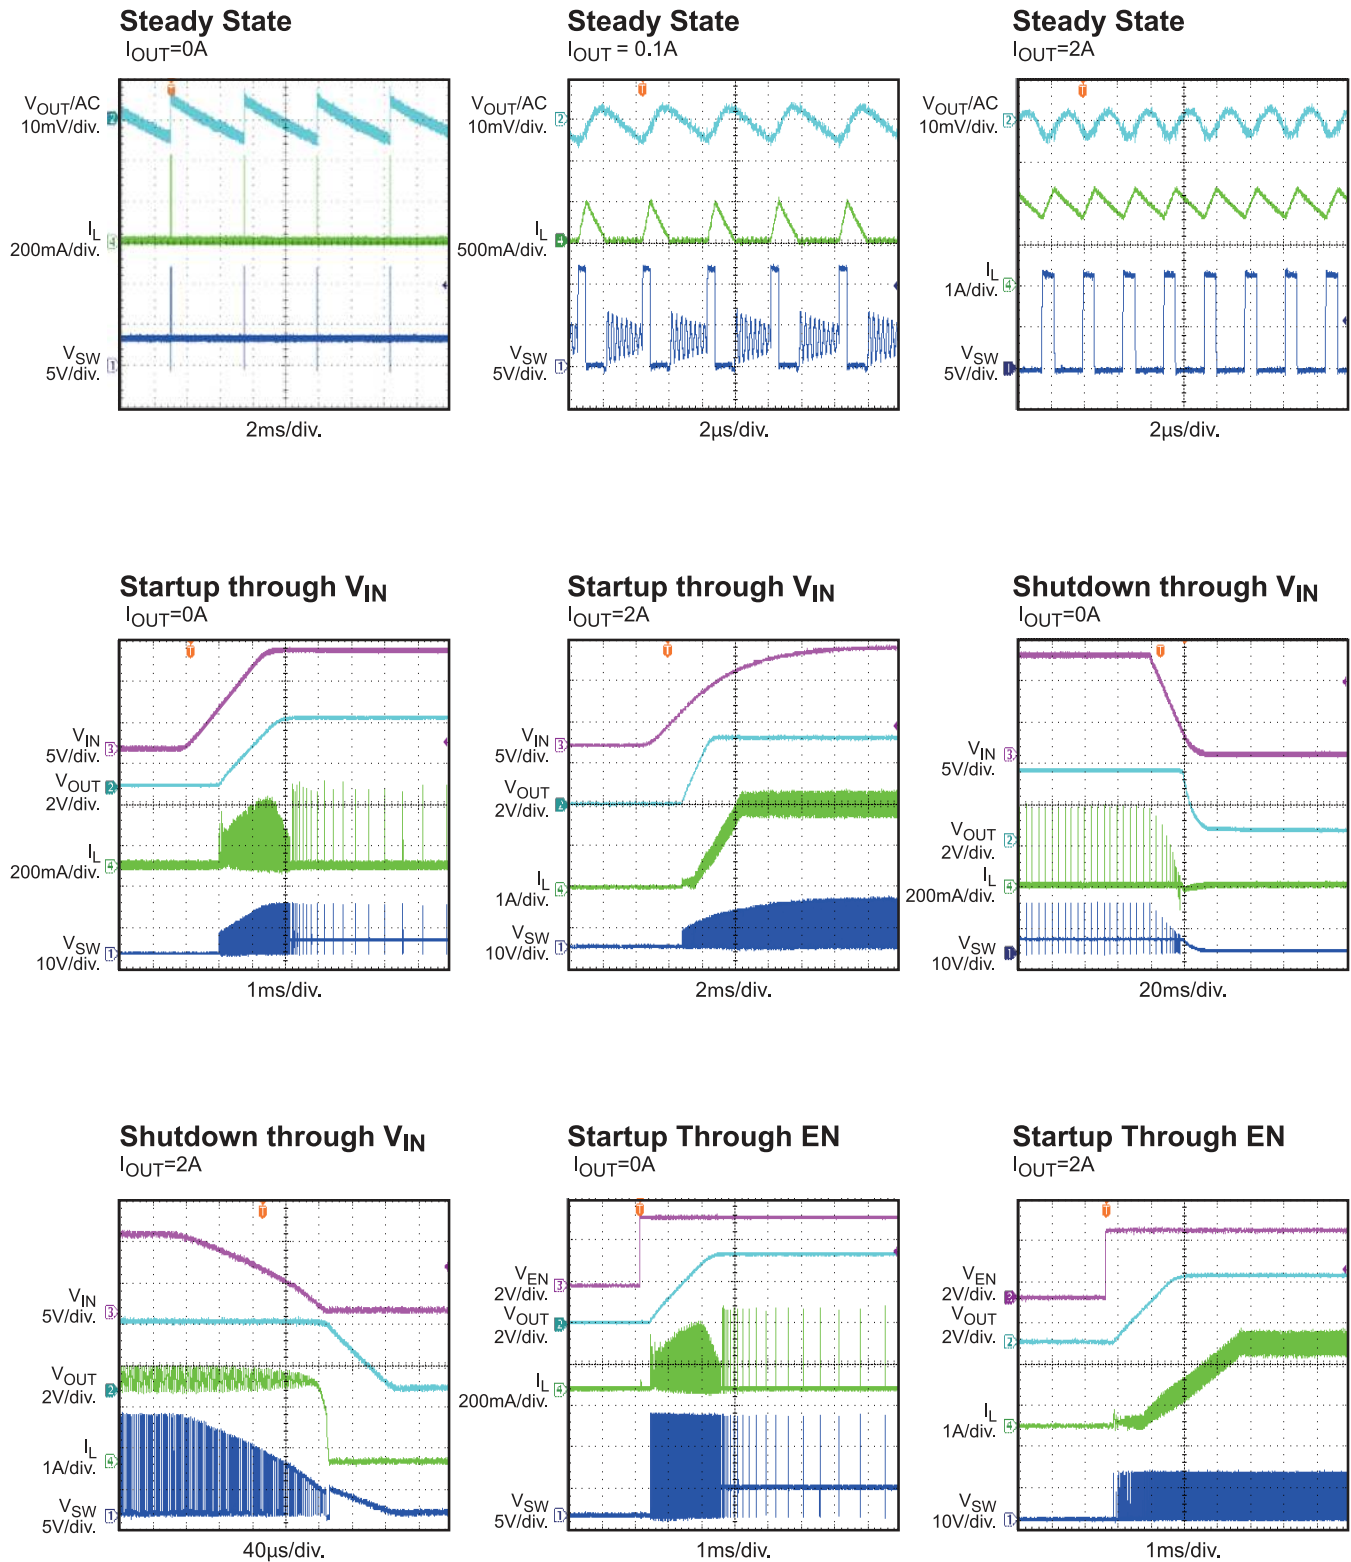 Steady State
IOUT=0A
VOUT/AC
10mV/div.
IL
200mA/div.
VSW
5V/div.
2ms/div.
Steady State
IOUT = 0.1A
VOUT/AC
10mV/div.
IL
500mA/div.
VSW
5V/div.
2µs/div.
Steady State
IOUT=2A
VOUT/AC
10mV/div.
IL
1A/div.
VSW
5V/div.
2µs/div.
Startup through VIN
IOUT=0A
VIN
5V/div.
VOUT
2V/div.
IL
200mA/div.
VSW
10V/div.
1ms/div.
Startup through VIN
IOUT=2A
VIN
5V/div.
VOUT
2V/div.
IL
1A/div.
VSW
10V/div.
2ms/div.
Shutdown through VIN
IOUT=0A
VIN
5V/div.
VOUT
2V/div.
IL
200mA/div.
VSW
10V/div.
20ms/div.
Shutdown through VIN
IOUT=2A
VIN
5V/div.
VOUT
2V/div.
IL
1A/div.
VSW
5V/div.
40µs/div.
Startup Through EN
IOUT=0A
VEN
2V/div.
VOUT
2V/div.
IL
200mA/div.
VSW
5V/div.
1ms/div.
Startup Through EN
IOUT=2A
VEN
2V/div.
VOUT
2V/div.
IL
1A/div.
VSW
10V/div.
1ms/div.